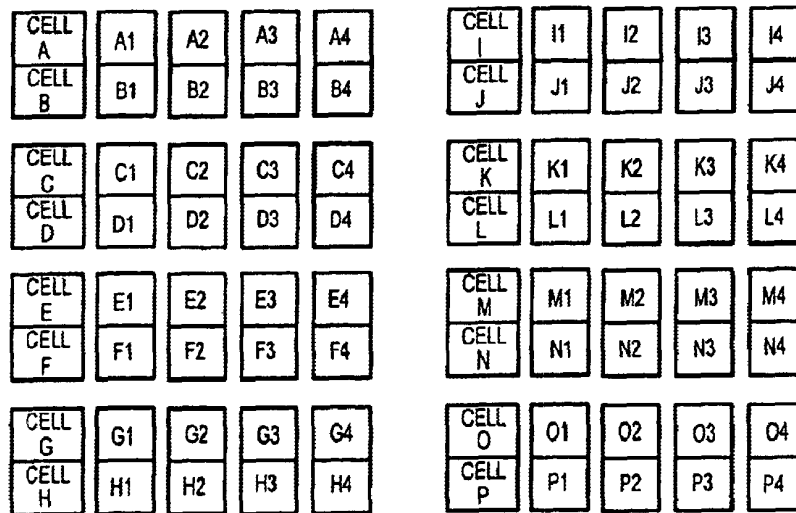 CELL A A1 A2 A3 A4
CELL B B1 B2 B3 B4
CELL C C1 C2 C3 C4
CELL D D1 D2 D3 D4
CELL E E1 E2 E3 E4
CELL F F1 F2 F3 F4
CELL G G1 G2 G3 G4
CELL H H1 H2 H3 H4
CELL I I1 I2 I3 I4
CELL J J1 J2 J3 J4
CELL K K1 K2 K3 K4
CELL L L1 L2 L3 L4
CELL M M1 M2 M3 M4
CELL N N1 N2 N3 N4
CELL O O1 O2 O3 O4
CELL P P1 P2 P3 P4